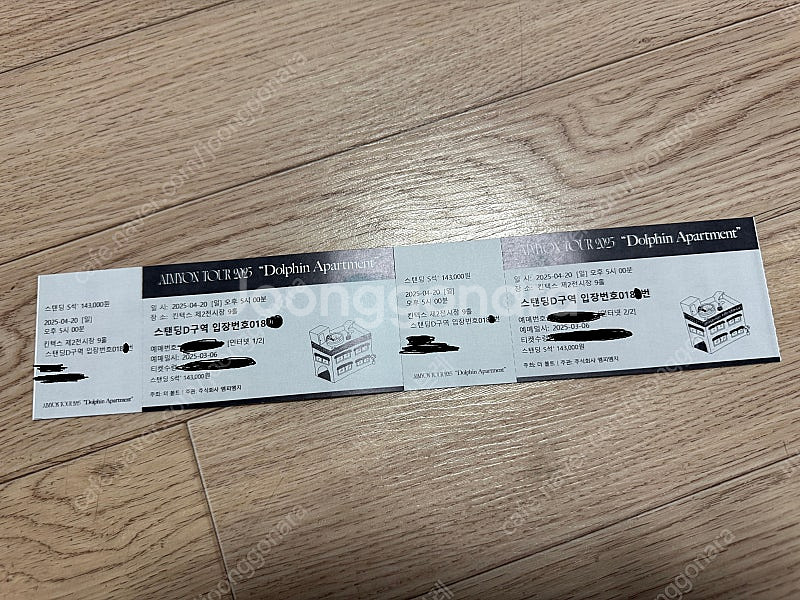 스탠딩 S석 143,000원
2025-04-20 [일]
오후 5시 00분
킨텍스 제2전시장 9홀
스탠딩D구역 입장번호01
AIMYON TOUR 2025 "Dolphin Apartment"
AIMYON TOUR 2025 "Dolphin Apartment"
일 시: 2025-04-20 [일] 오후 5시 00분
장 소: 킨텍스 제2전시장 9홀
스탠딩D구역 입장번호018
예매번호: [인터넷 1/2]
예매일시: 2025-03-06
티켓수령
스탠딩 S석 143,000원
주최: 더 볼트 | 주관: 주식회사 엠피엠지
스탠딩 S석 143,000원
2025-04-20 [일]
오후 5시 00분
킨텍스 제2전시장 9홀
스탠딩D구역 입장번호018
AIMYON TOUR 2025 "Dolphin Apartment"
AIMYON TOUR 2025 "Dolphin Apartment"
일 시: 2025-04-20 [일] 오후 5시 00분
장 소: 킨텍스 제2전시장 9홀
스탠딩D구역 입장번호018 번
예매번호: 2/2]
예매일시: 2025-03-06
티켓수
스탠딩 S석 143,000원
주최: 더 볼트 | 주관: 주식회사 엠피엠지
Joonggonara
cafe.naver.com/joonggonara